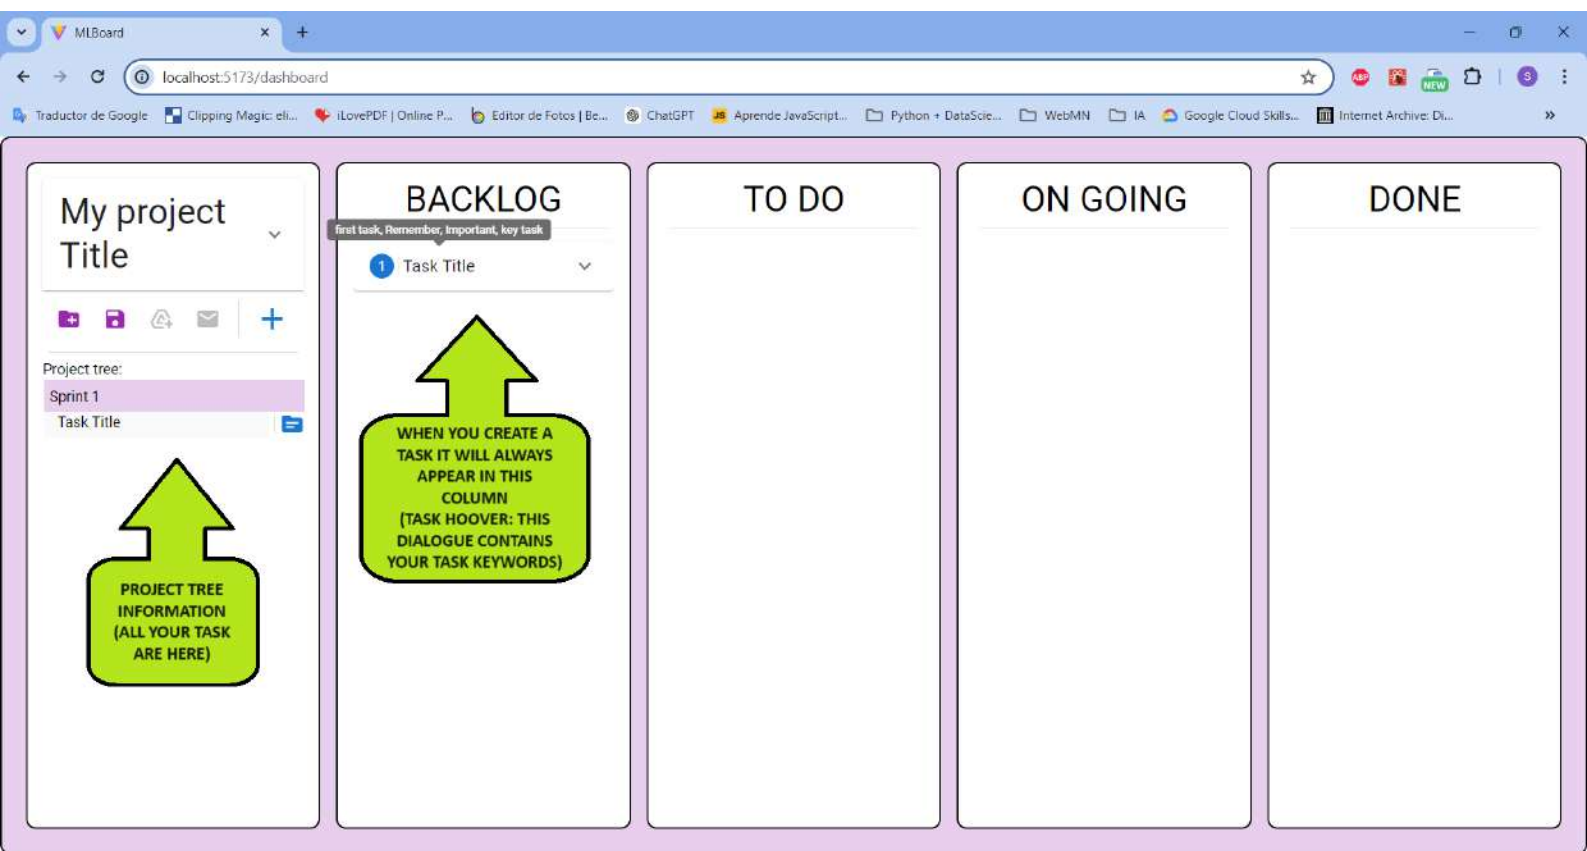 MLBoard
localhost:5173/dashboard
ABP
NEW
S
Traductor de Google
Clipping Magic: eli...
iLovePDF | Online P...
Editor de Fotos | Be...
ChatGPT
JS
Aprende JavaScript...
Python + DataScie...
WebMN
IA
Google Cloud Skills...
Internet Archive: Di...
My project
Title
Project tree:
Sprint 1
Task Title
PROJECT TREE
INFORMATION
(ALL YOUR TASK
ARE HERE)
BACKLOG
first task, Remember, Important, key task
1 Task Title
WHEN YOU CREATE A
TASK IT WILL ALWAYS
APPEAR IN THIS
COLUMN
(TASK HOOVER: THIS
DIALOGUE CONTAINS
YOUR TASK KEYWORDS)
TO DO
ON GOING
DONE